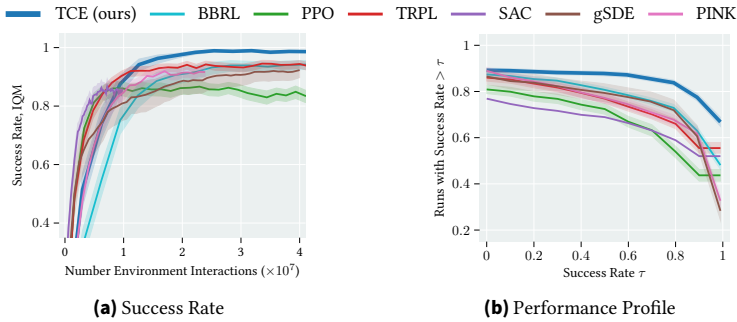 TCE (ours) BBRL PPO TRPL SAC gSDE PINK
Success Rate, IQM
1
0.8
0.6
0.4
0 1 2 3 4
Number Environment Interactions (×10⁷)
(a) Success Rate
Runs with Success Rate > τ
1
0.8
0.6
0.4
0.2
0 0.2 0.4 0.6 0.8 1
Success Rate τ
(b) Performance Profile